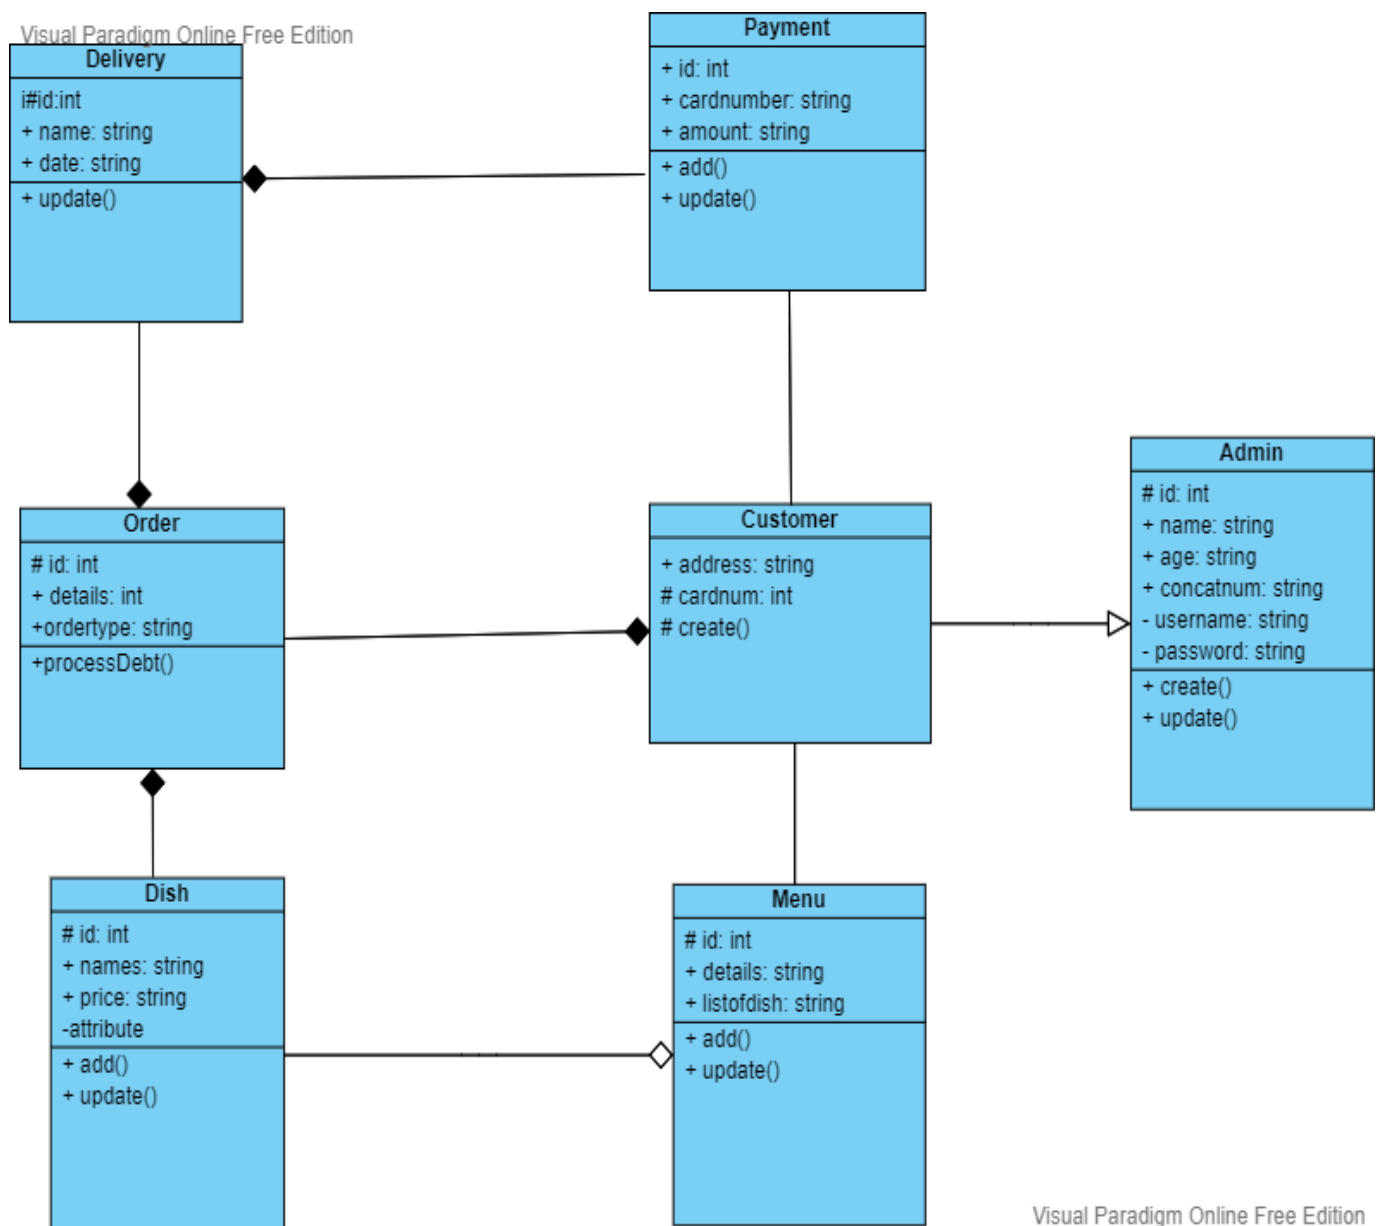 Visual Paradigm Online Free Edition
Delivery
i#id:int
+ name: string
+ date: string
+ update()
Payment
+ id: int
+ cardnumber: string
+ amount: string
+ add()
+ update()
Order
# id: int
+ details: int
+ordertype: string
+processDebt()
Customer
+ address: string
# cardnum: int
# create()
Admin
# id: int
+ name: string
+ age: string
+ concatnum: string
- username: string
- password: string
+ create()
+ update()
Dish
# id: int
+ names: string
+ price: string
-attribute
+ add()
+ update()
Menu
# id: int
+ details: string
+ listofdish: string
+ add()
+ update()
Visual Paradigm Online Free Edition